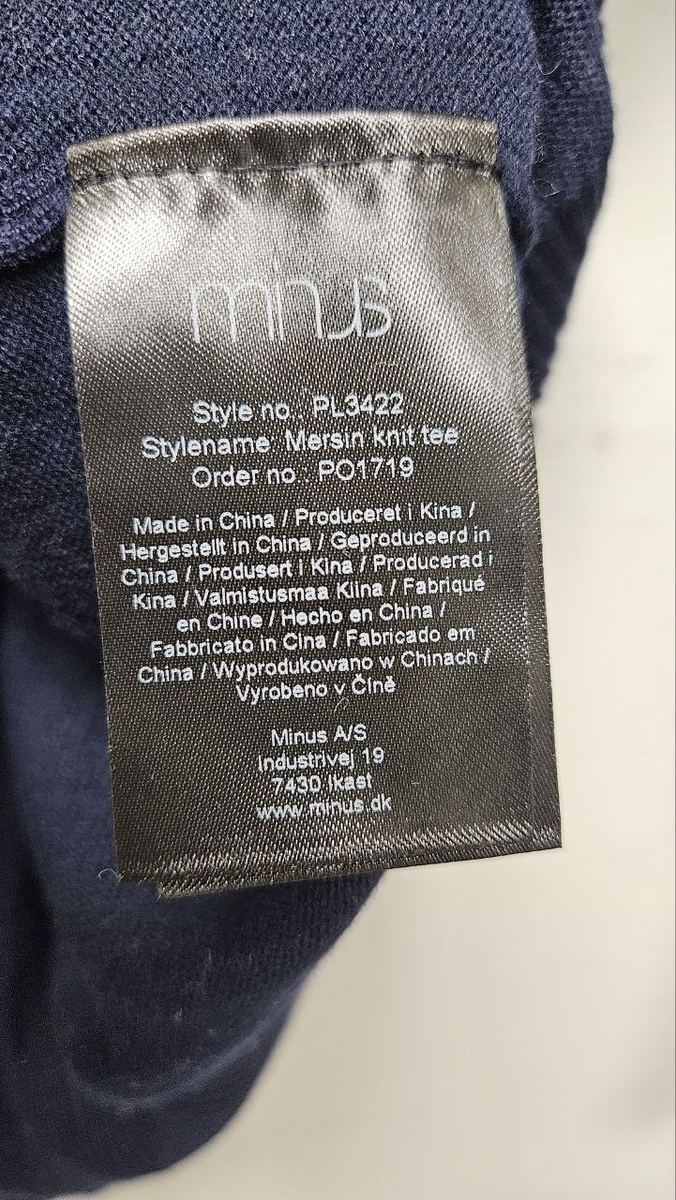 minus
Style no.: PL3422
Stylename: Mersin knit tee
Order no.: PO1719
Made in China / Produceret i Kina /
Hergestellt in China / Geproduceerd in
China / Produsert i Kina / Producerad i
Kina / Valmistusmaa Kiina / Fabriqué
en Chine / Hecho en China /
Fabbricato in Cina / Fabricado em
China / Wyprodukowano w Chinach /
Vyrobeno v Číně
Minus A/S
Industrivej 19
7430 Ikast
www.minus.dk